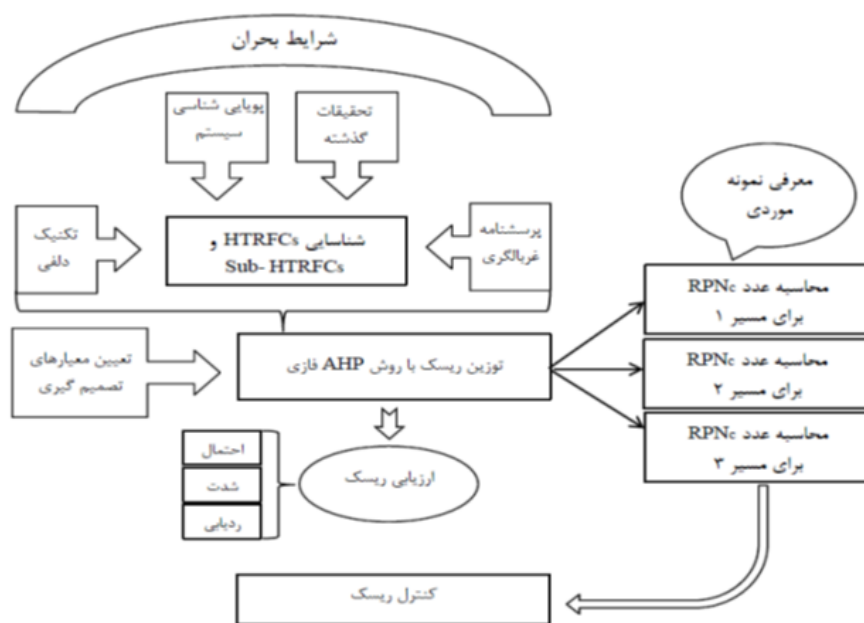 شرایط بحران
پویایی شناسی
سیستم
تحقیقات
گذشته
معرفی نمونه
موردی
تکنیک
دلفی
شناسایی HTRFCs و
Sub- HTRFCs
پرسشنامه
غربالگری
محاسبه عدد RPNc
برای مسیر ۱
تعیین معیارهای
تصمیم گیری
توزین ریسک با روش AHP فازی
محاسبه عدد RPNc
برای مسیر ۲
محاسبه عدد RPNc
برای مسیر ۳
احتمال
شدت
ردیابی
ارزیابی ریسک
کنترل ریسک